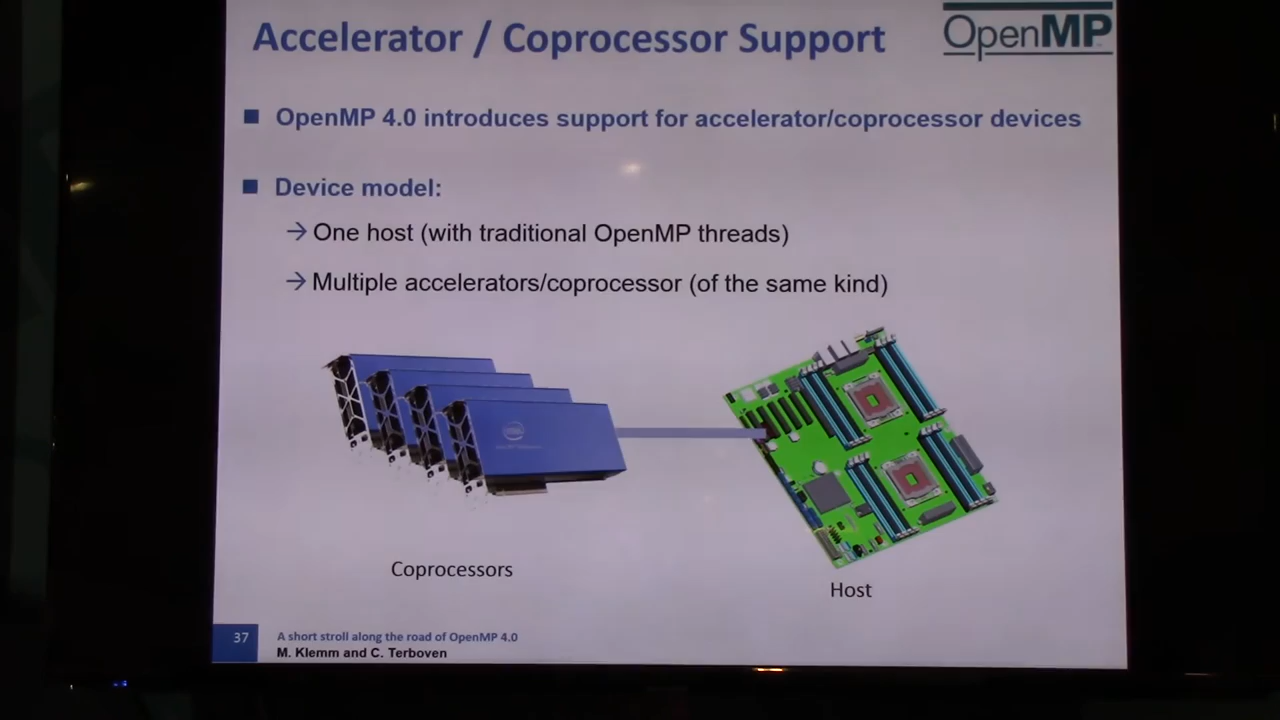 Accelerator / Coprocessor Support
OpenMP
OpenMP 4.0 introduces support for accelerator/coprocessor devices
Device model:
→ One host (with traditional OpenMP threads)
→ Multiple accelerators/coprocessor (of the same kind)
Coprocessors
Host
37
A short stroll along the road of OpenMP 4.0
M. Klemm and C. Terboven